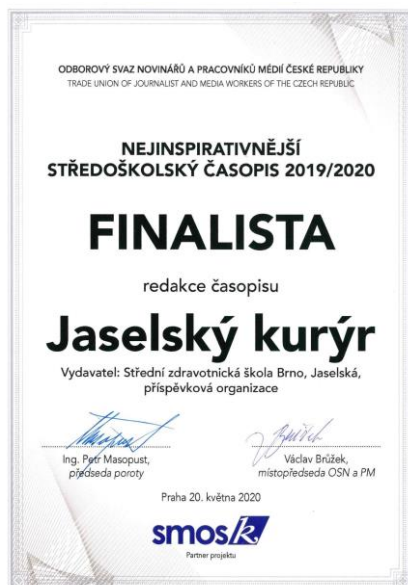 ODBOROVÝ SVAZ NOVINÁŘŮ A PRACOVNÍKŮ MÉDIÍ ČESKÉ REPUBLIKY
TRADE UNION OF JOURNALIST AND MEDIA WORKERS OF THE CZECH REPUBLIC
NEJINSPIRATIVNĚJŠÍ
STŘEDOŠKOLSKÝ ČASOPIS 2019/2020
FINALISTA
redakce časopisu
Jaselský kurýr
Vydavatel: Střední zdravotnická škola Brno, Jaselská,
příspěvková organizace
Ing. Petr Masopust,
předseda poroty
Václav Brůžek,
místopředseda OSN a PM
Praha 20. května 2020
smosk
Partner projektu